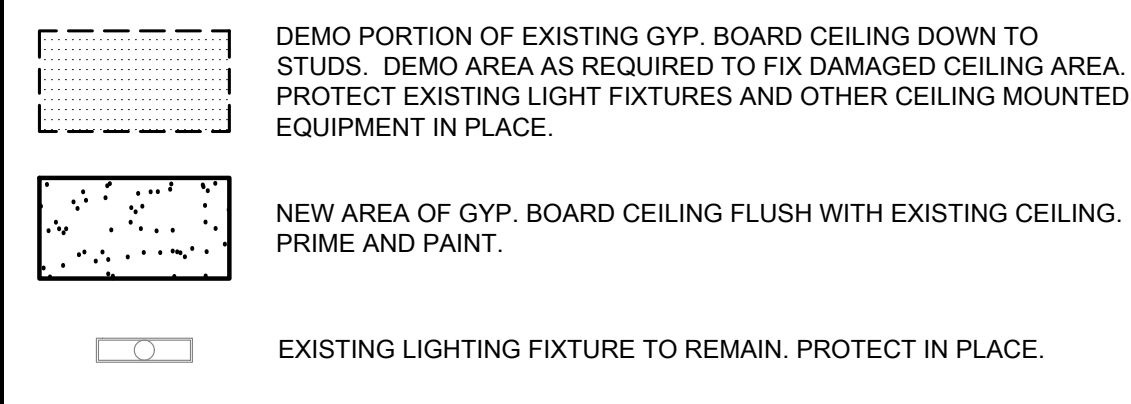 DEMO PORTION OF EXISTING GYP. BOARD CEILING DOWN TO
STUDS. DEMO AREA AS REQUIRED TO FIX DAMAGED CEILING AREA.
PROTECT EXISTING LIGHT FIXTURES AND OTHER CEILING MOUNTED
EQUIPMENT IN PLACE.
NEW AREA OF GYP. BOARD CEILING FLUSH WITH EXISTING CEILING.
PRIME AND PAINT.
EXISTING LIGHTING FIXTURE TO REMAIN. PROTECT IN PLACE.